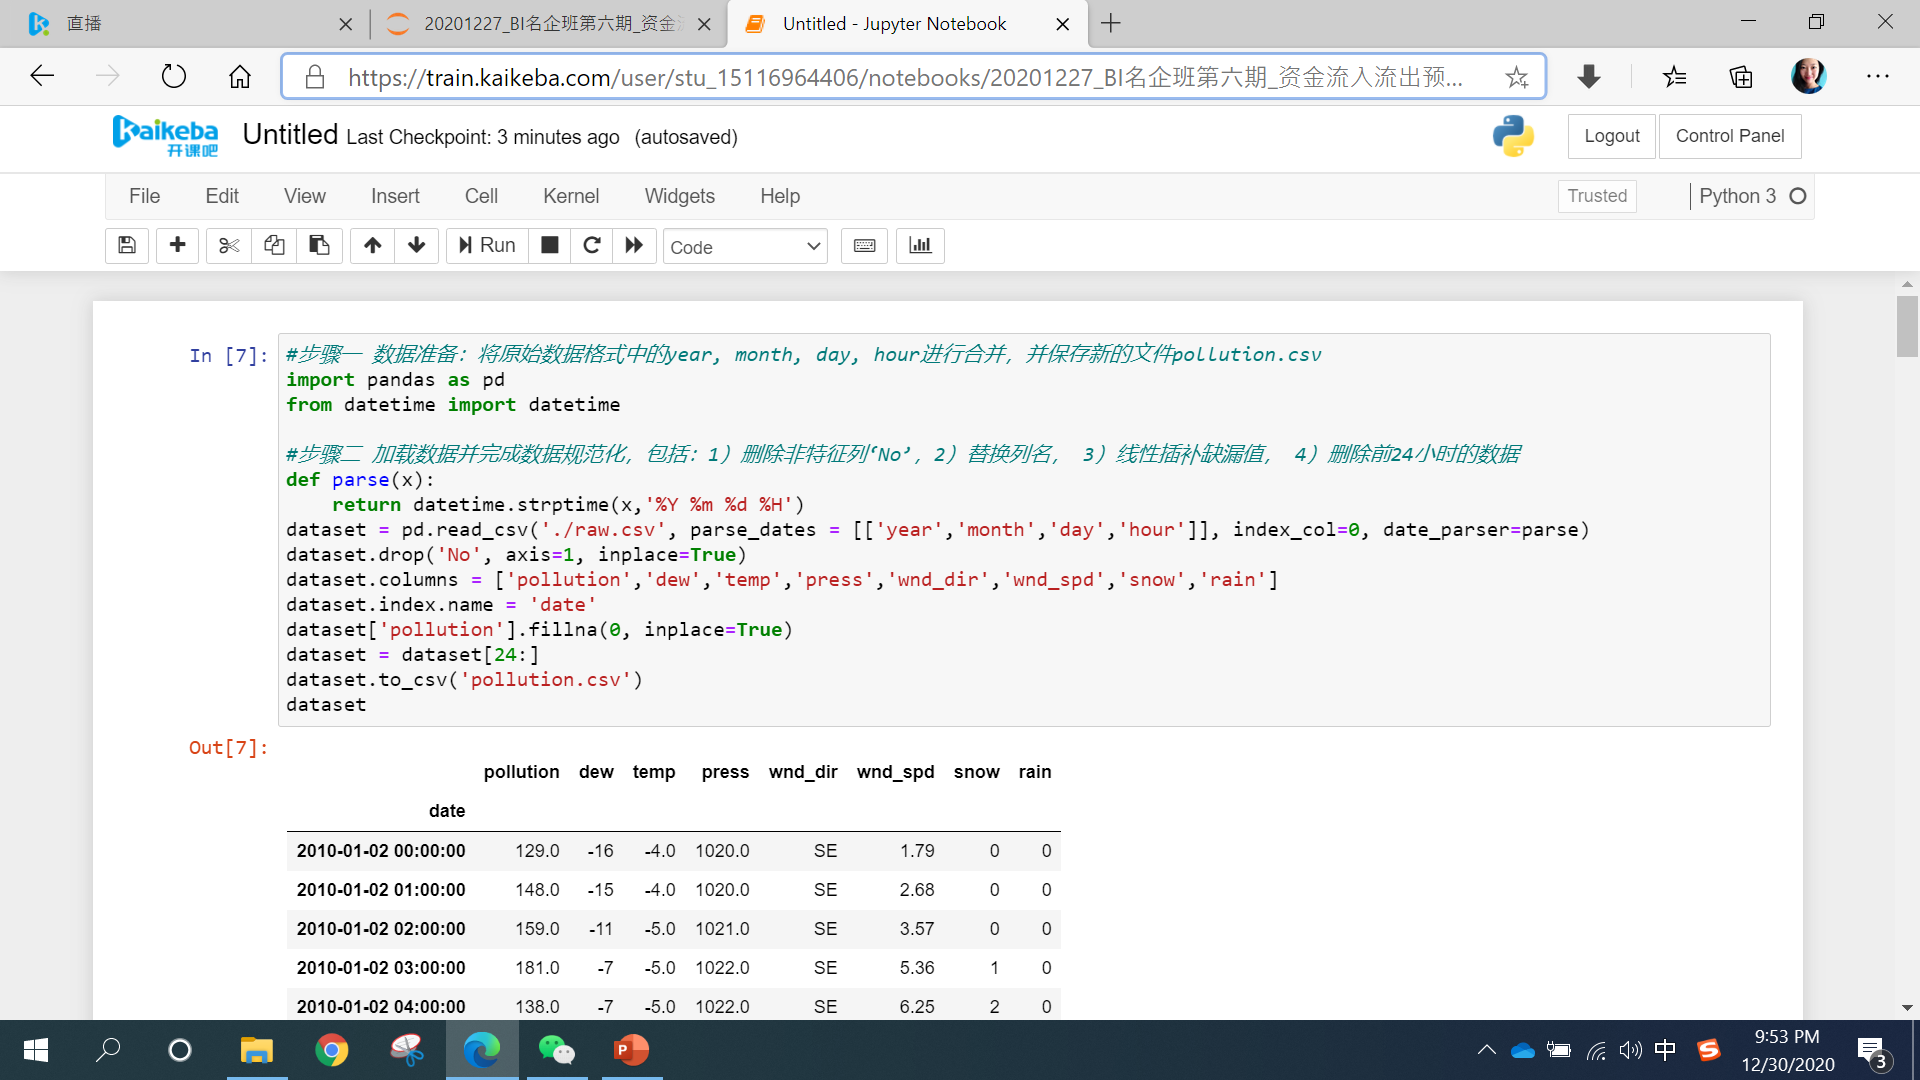 直播
20201227_BI名企班第六期_资金
Untitled - Jupyter Notebook
https://train.kaikeba.com/user/stu_15116964406/notebooks/20201227_BI名企班第六期_资金流入流出预...
kaikeba
开课吧
Untitled Last Checkpoint: 3 minutes ago (autosaved)
Logout
Control Panel
File Edit View Insert Cell Kernel Widgets Help
Trusted
Python 3
Run
Code
In [7]:
#步骤一 数据准备：将原始数据格式中的year, month, day, hour进行合并，并保存新的文件pollution.csv
import pandas as pd
from datetime import datetime
#步骤二 加载数据并完成数据规范化，包括：1）删除非特征列‘No’，2）替换列名， 3）线性插补缺漏值， 4）删除前24小时的数据
def parse(x):
    return datetime.strptime(x,'%Y %m %d %H')
dataset = pd.read_csv('./raw.csv', parse_dates = [['year','month','day','hour']], index_col=0, date_parser=parse)
dataset.drop('No', axis=1, inplace=True)
dataset.columns = ['pollution','dew','temp','press','wnd_dir','wnd_spd','snow','rain']
dataset.index.name = 'date'
dataset['pollution'].fillna(0, inplace=True)
dataset = dataset[24:]
dataset.to_csv('pollution.csv')
dataset
Out[7]:
pollution dew temp press wnd_dir wnd_spd snow rain
date
2010-01-02 00:00:00 129.0 -16 -4.0 1020.0 SE 1.79 0 0
2010-01-02 01:00:00 148.0 -15 -4.0 1020.0 SE 2.68 0 0
2010-01-02 02:00:00 159.0 -11 -5.0 1021.0 SE 3.57 0 0
2010-01-02 03:00:00 181.0 -7 -5.0 1022.0 SE 5.36 1 0
2010-01-02 04:00:00 138.0 -7 -5.0 1022.0 SE 6.25 2 0
中
9:53 PM
12/30/2020
3